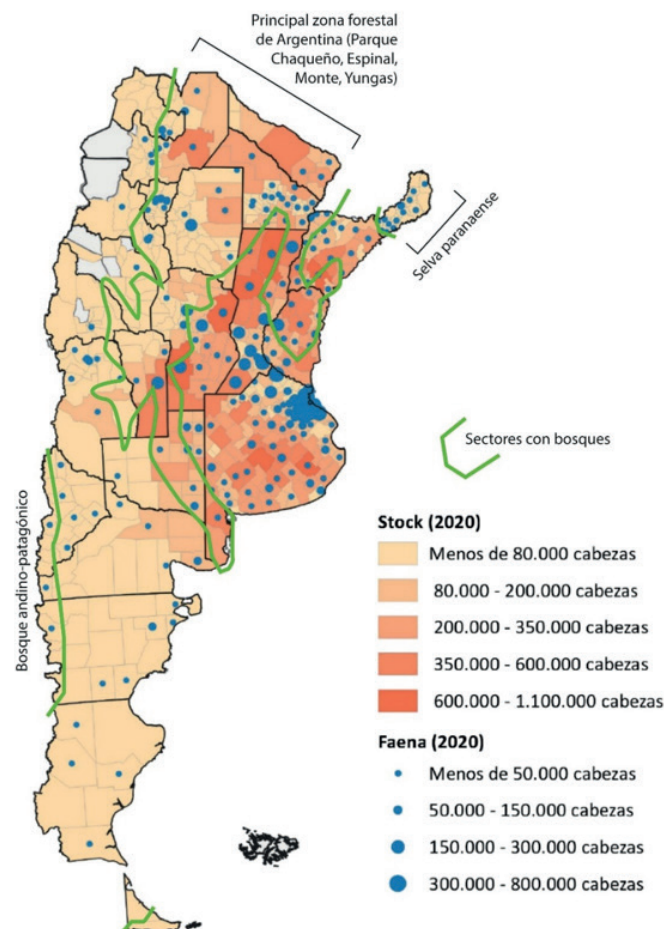 Principal zona forestal
de Argentina (Parque
Chaqueño, Espinal,
Monte, Yungas)
Selva paranaense
Sectores con bosques
Bosque andino-patagónico
Stock (2020)
Menos de 80.000 cabezas
80.000 - 200.000 cabezas
200.000 - 350.000 cabezas
350.000 - 600.000 cabezas
600.000 - 1.100.000 cabezas
Faena (2020)
Menos de 50.000 cabezas
50.000 - 150.000 cabezas
150.000 - 300.000 cabezas
300.000 - 800.000 cabezas